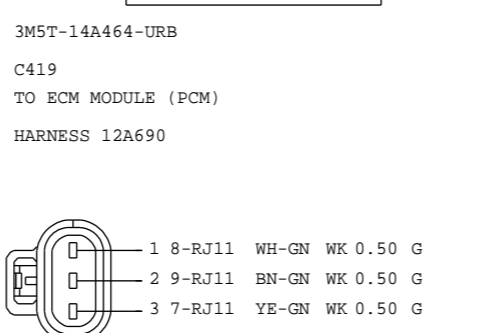 3M5T-14A464-URB
C419
TO ECM MODULE (PCM)
HARNESS 12A690
1 8-RJ11 WH-GN WK 0.50 G
2 9-RJ11 BN-GN WK 0.50 G
3 7-RJ11 YE-GN WK 0.50 G